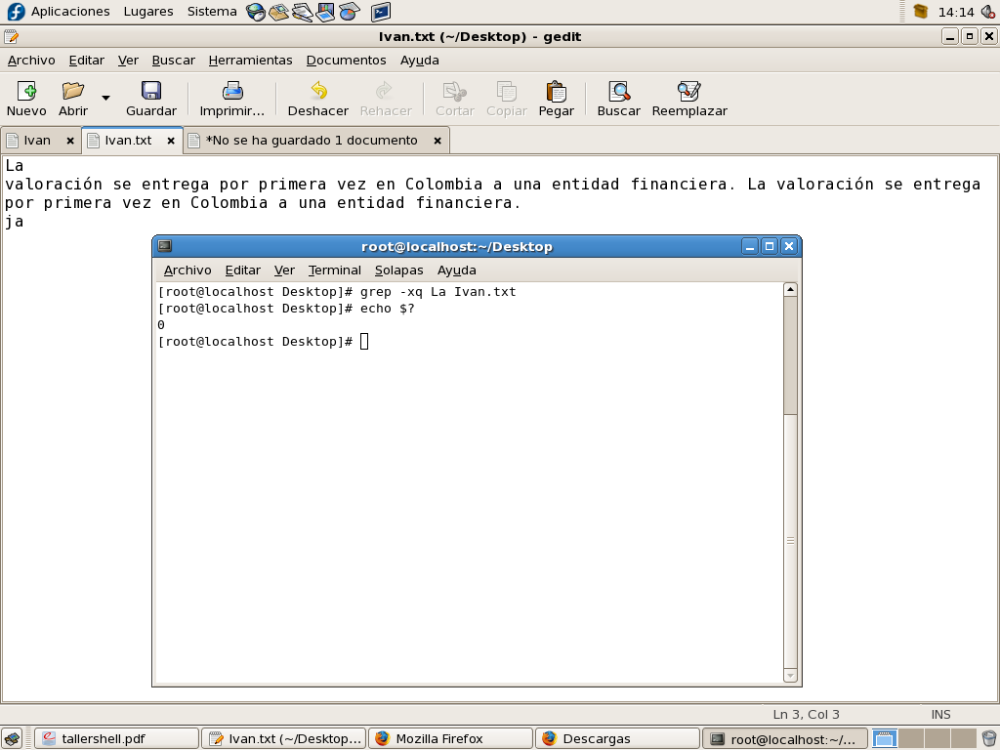 Aplicaciones Lugares Sistema 14:14
Ivan.txt (~/Desktop) - gedit
Archivo Editar Ver Buscar Herramientas Documentos Ayuda
Nuevo Abrir Guardar Imprimir... Deshacer Rehacer Cortar Copiar Pegar Buscar Reemplazar
Ivan Ivan.txt *No se ha guardado 1 documento
La
valoración se entrega por primera vez en Colombia a una entidad financiera. La valoración se entrega
por primera vez en Colombia a una entidad financiera.
ja
root@localhost:~/Desktop
Archivo Editar Ver Terminal Solapas Ayuda
[root@localhost Desktop]# grep -xq La Ivan.txt
[root@localhost Desktop]# echo $?
0
[root@localhost Desktop]#
Ln 3, Col 3 INS
tallershell.pdf Ivan.txt (~/Desktop... Mozilla Firefox Descargas root@localhost:~/...